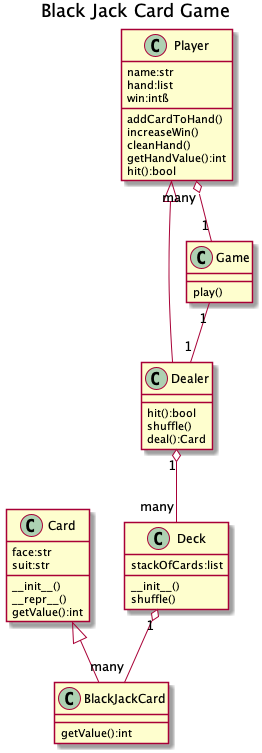 Black Jack Card Game
C Player
name:str
hand:list
win:intß
addCardToHand()
increaseWin()
cleanHand()
getHandValue():int
hit():bool
many
1
C Game
play()
1
1
C Dealer
hit():bool
shuffle()
deal():Card
1
many
C Card
face:str
suit:str
__init__()
__repr__()
getValue():int
C Deck
stackOfCards:list
__init__()
shuffle()
1
many
C BlackJackCard
getValue():int